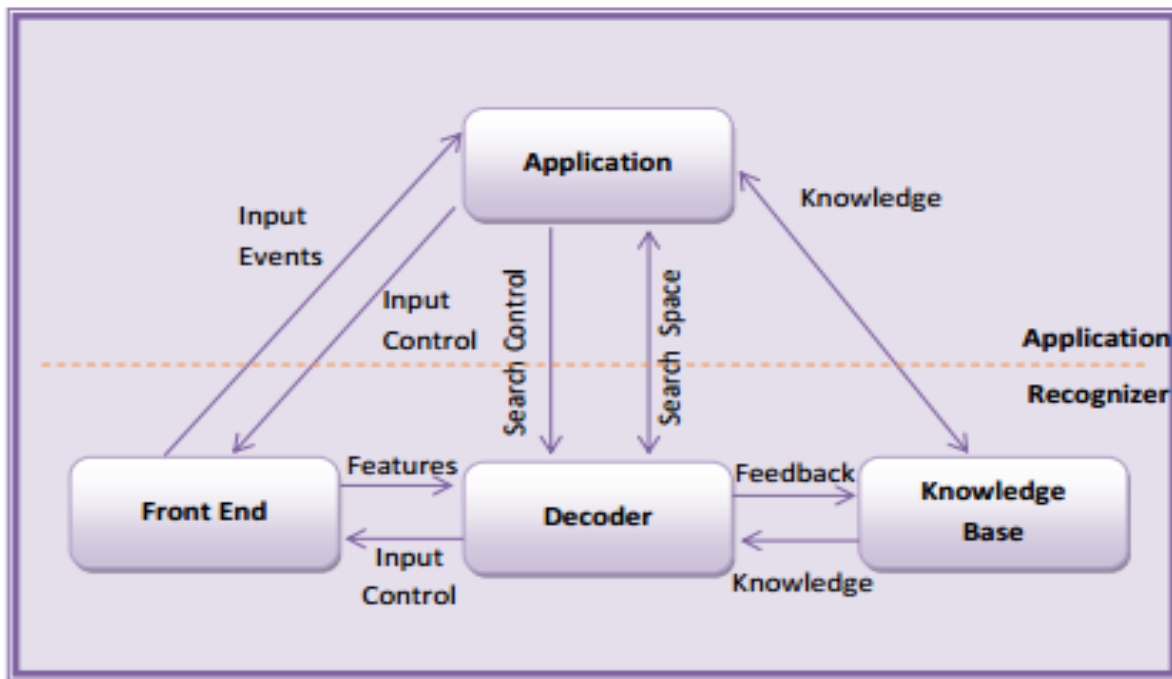 Application
Knowledge
Input
Events
Input
Control
Search Control
Search Space
Application
Recognizer
Features
Feedback
Front End
Decoder
Knowledge
Base
Input
Control
Knowledge